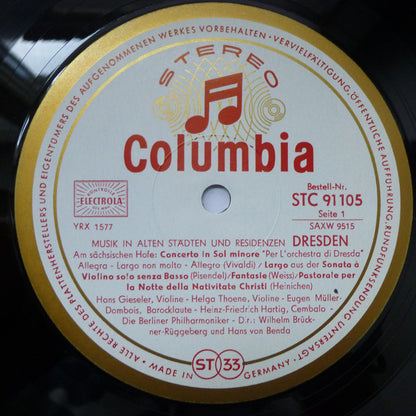 ALLE RECHTE DES PLATTENHERSTELLERS UND EIGENTÜMERS DES AUFGENOMMENEN WERKES VORBEHALTEN • VERVIELFÄLTIGUNG, ÖFFENTLICHE AUFFÜHRUNG, RUNDFUNKSENDUNG UNTERSAGT!
STEREO
Columbia
ELECTROLA
YRX 1577
Bestell-Nr.
STC 91105
Seite 1
SAXW 9515
MUSIK IN ALTEN STÄDTEN UND RESIDENZEN DRESDEN
Am sächsischen Hofe: Concerto in Sol minore "Per L'orchestra di Dresda"
Allegro - Largo non molto - Allegro (Vivaldi) / Largo aus der Sonata à
Violino solo senza Basso (Pisendel)/Fantasie (Weiss)/Pastorale per
la Notte della Nativitate Christi (Heinichen)
Hans Gieseler, Violine - Helga Thoene, Violine - Eugen Müller-
Dombois, Barocklaute - Heinz-Friedrich Hartig, Cembalo -
Die Berliner Philharmoniker - Dir.: Wilhelm Brück-
ner-Rüggeberg und Hans von Benda
MADE IN GERMANY
ST 33